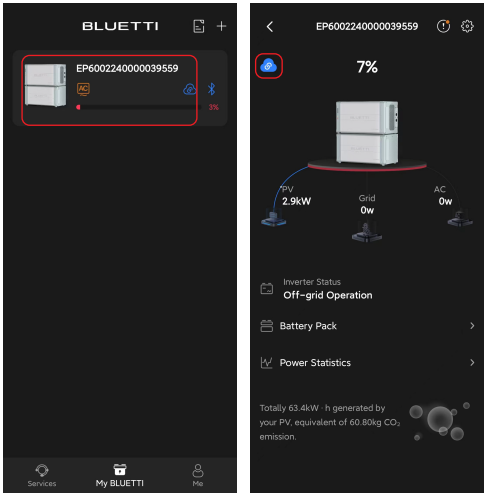 BLUETTI
EP6002240000039559
AC
3%
Services
My BLUETTI
Me
EP6002240000039559
7%
PV
2.9kW
Grid
0w
AC
0w
Inverter Status
Off-grid Operation
Battery Pack
Power Statistics
Totally 63.4kW · h generated by
your PV, equivalent of 60.80kg CO₂
emission.